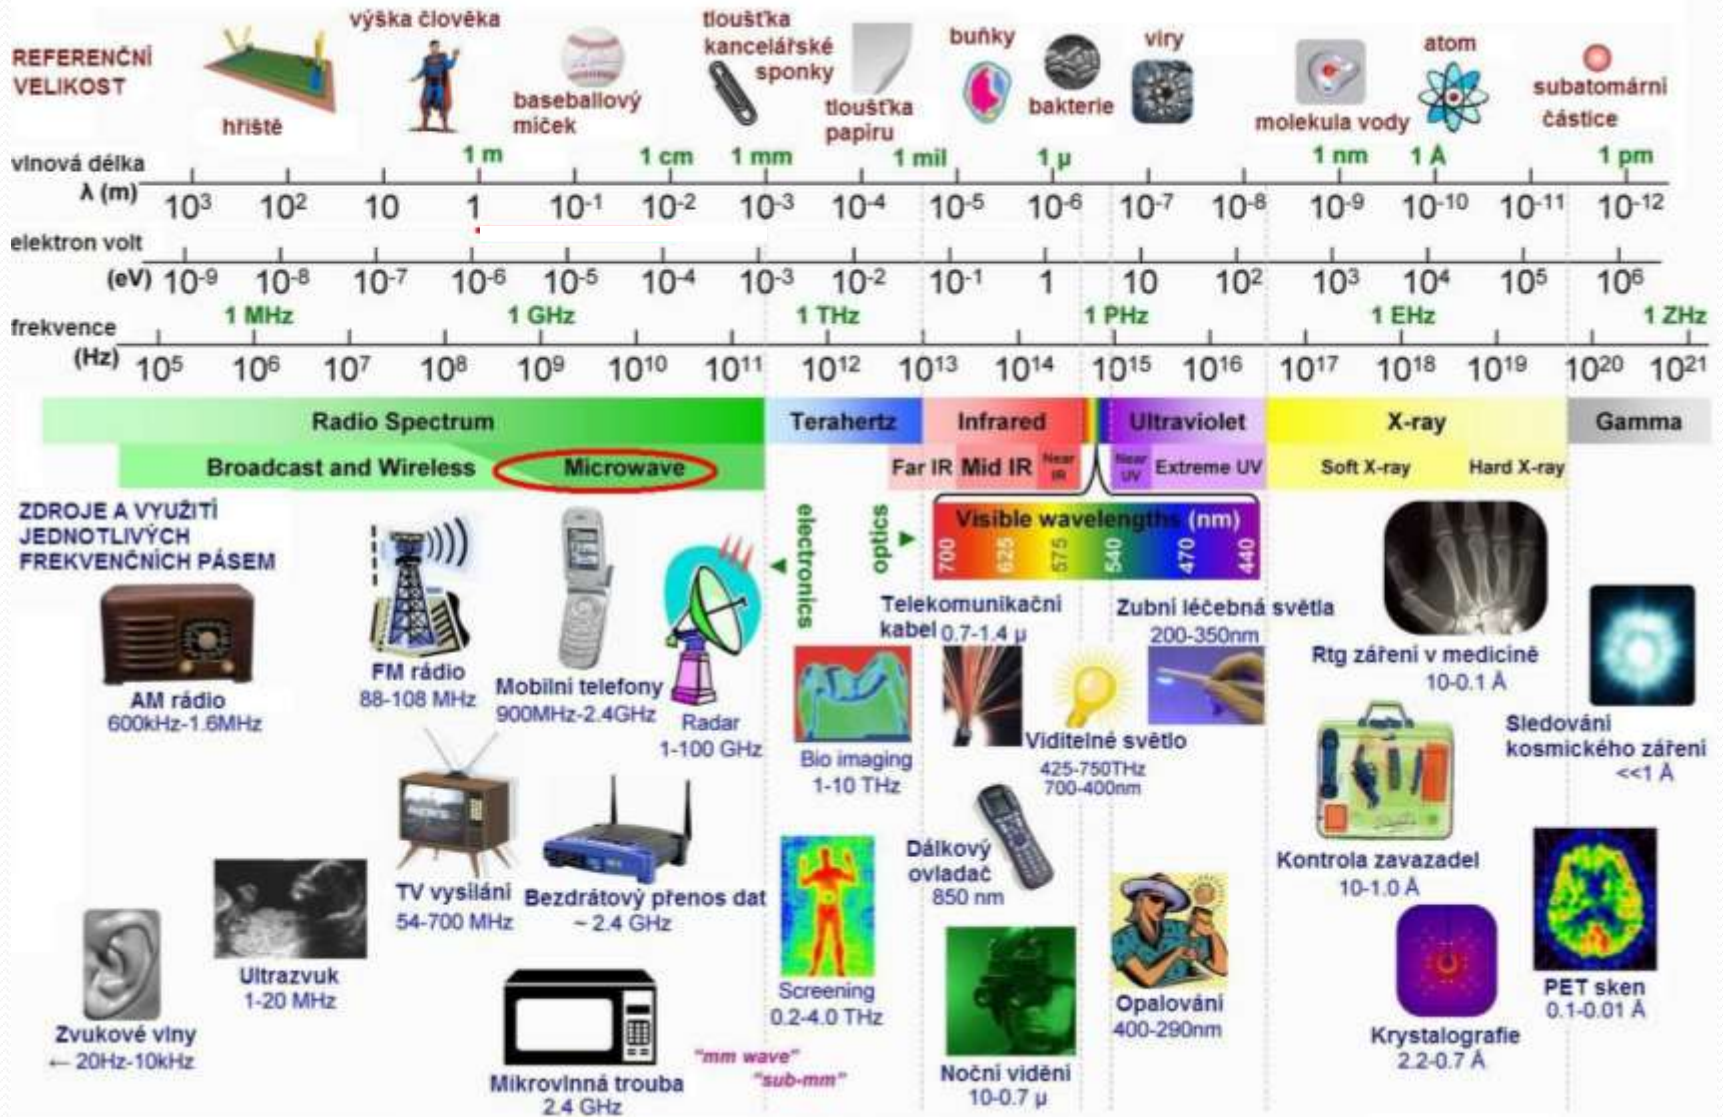 REFERENČNÍ
VELIKOST
hřiště
výška člověka
baseballový
míček
tloušťka
kancelářské
sponky
tloušťka
papíru
buňky
bakterie
viry
molekula vody
atom
subatomární
částice
vlnová délka
λ (m)
1 m 1 cm 1 mm 1 mil 1 µ 1 nm 1 Å 1 pm
10³ 10² 10 1 10⁻¹ 10⁻² 10⁻³ 10⁻⁴ 10⁻⁵ 10⁻⁶ 10⁻⁷ 10⁻⁸ 10⁻⁹ 10⁻¹⁰ 10⁻¹¹ 10⁻¹²
elektron volt
(eV) 10⁻⁹ 10⁻⁸ 10⁻⁷ 10⁻⁶ 10⁻⁵ 10⁻⁴ 10⁻³ 10⁻² 10⁻¹ 1 10 10² 10³ 10⁴ 10⁵ 10⁶
frekvence
(Hz)
1 MHz 1 GHz 1 THz 1 PHz 1 EHz 1 ZHz
10⁵ 10⁶ 10⁷ 10⁸ 10⁹ 10¹⁰ 10¹¹ 10¹² 10¹³ 10¹⁴ 10¹⁵ 10¹⁶ 10¹⁷ 10¹⁸ 10¹⁹ 10²⁰ 10²¹
Radio Spectrum Terahertz Infrared Ultraviolet X-ray Gamma
Broadcast and Wireless Microwave Far IR Mid IR Near IR Near UV Extreme UV Soft X-ray Hard X-ray
ZDROJE A VYUŽITÍ
JEDNOTLIVÝCH
FREKVENČNÍCH PÁSEM
electronics
optics
Visible wavelengths (nm)
700 625 575 540 470 440
AM rádio
600kHz-1.6MHz
FM rádio
88-108 MHz
Mobilní telefony
900MHz-2.4GHz
Radar
1-100 GHz
Telekomunikační
kabel 0.7-1.4 µ
Zubní léčebná světla
200-350nm
Rtg záření v medicině
10-0.1 Å
Bio imaging
1-10 THz
Viditelné světlo
425-750THz
700-400nm
Sledování
kosmického záření
<<1 Å
TV vysílání
54-700 MHz
Bezdrátový přenos dat
~ 2.4 GHz
Dálkový
ovladač
850 nm
Kontrola zavazadel
10-1.0 Å
Ultrazvuk
1-20 MHz
Screening
0.2-4.0 THz
Opalování
400-290nm
PET sken
0.1-0.01 Å
Zvukové vlny
← 20Hz-10kHz
Krystalografie
2.2-0.7 Å
"mm wave"
"sub-mm"
Mikrovlnná trouba
2.4 GHz
Noční vidění
10-0.7 µ